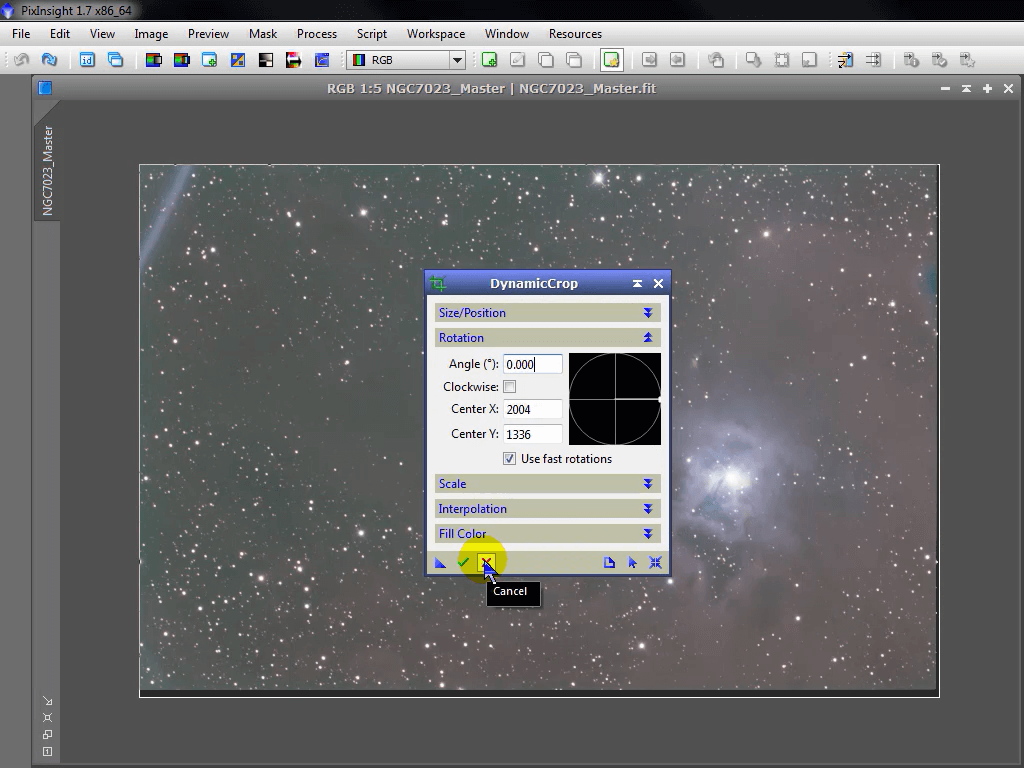 PixInsight 1.7 x86_64
File Edit View Image Preview Mask Process Script Workspace Window Resources
id RGB
RGB 1:5 NGC7023_Master | NGC7023_Master.fit
NGC7023_Master
DynamicCrop
Size/Position
Rotation
Angle (°): 0.000
Clockwise:
Center X: 2004
Center Y: 1336
Use fast rotations
Scale
Interpolation
Fill Color
Cancel